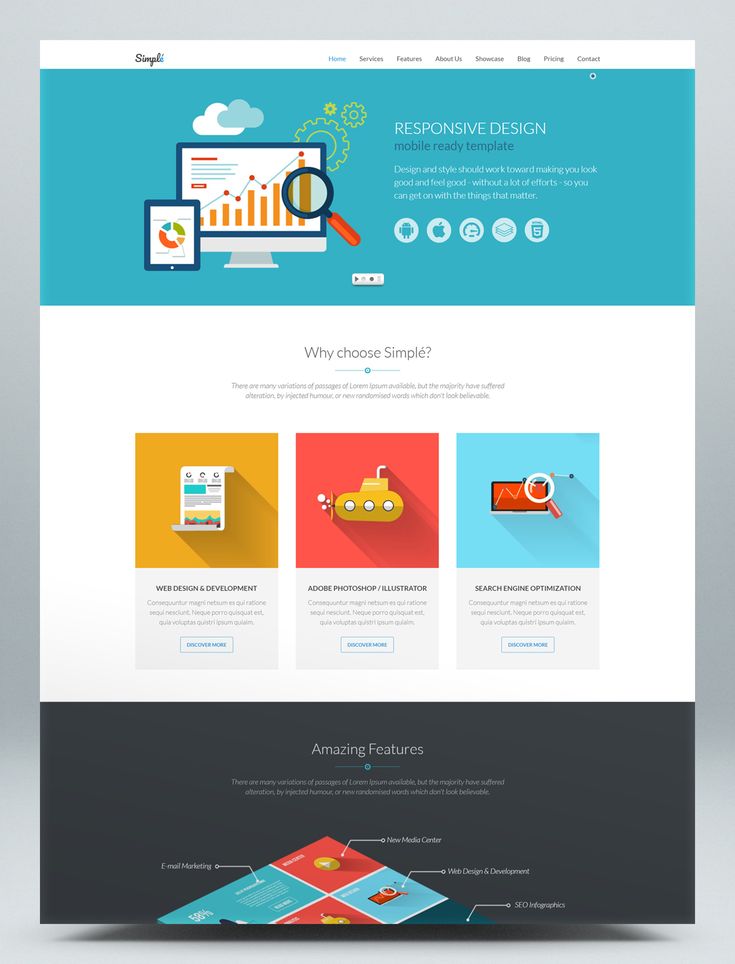 Simplé
Home Services Features About Us Showcase Blog Pricing Contact
RESPONSIVE DESIGN
mobile ready template
Design and style should work toward making you look
good and feel good - without a lot of efforts - so you
can get on with the things that matter.
HTML
5
Why choose Simplé?
There are many variations of passages of Lorem Ipsum available, but the majority have suffered
alteration, by injected humour, or new randomised words which don't look believable.
WEB DESIGN & DEVELOPMENT
Consequuntur magni netsum es qui ratione
sequi nesciunt. Neque porro quisquat est,
quia voluptas quistri ipsum quiaim.
DISCOVER MORE
ADOBE PHOTOSHOP / ILLUSTRATOR
Consequuntur magni netsum es qui ratione
sequi nesciunt. Neque porro quisquat est,
quia voluptas quistri ipsum quiaim.
DISCOVER MORE
SEARCH ENGINE OPTIMIZATION
Consequuntur magni netsum es qui ratione
sequi nesciunt. Neque porro quisquat est,
quia voluptas quistri ipsum quiaim.
DISCOVER MORE
Amazing Features
There are many variations of passages of Lorem Ipsum available, but the majority have suffered
alteration, by injected humour, or new randomised words which don't look believable.
New Media Center
E-mail Marketing
Web Design & Development
SEO Infographics
MEDIA CENTER
READ MORE
58%